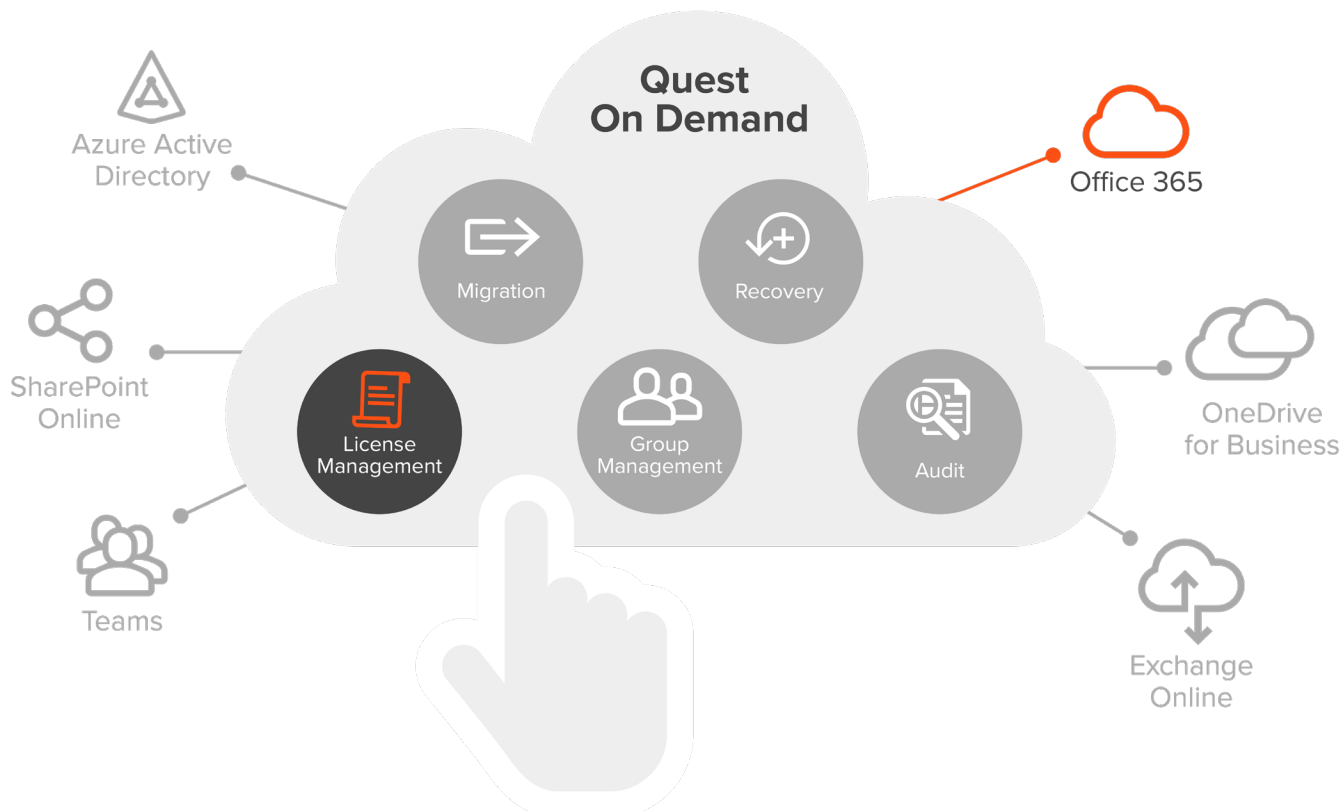 Quest
On Demand
Azure Active
Directory
Office 365
Migration
Recovery
SharePoint
Online
OneDrive
for Business
License
Management
Group
Management
Audit
Teams
Exchange
Online